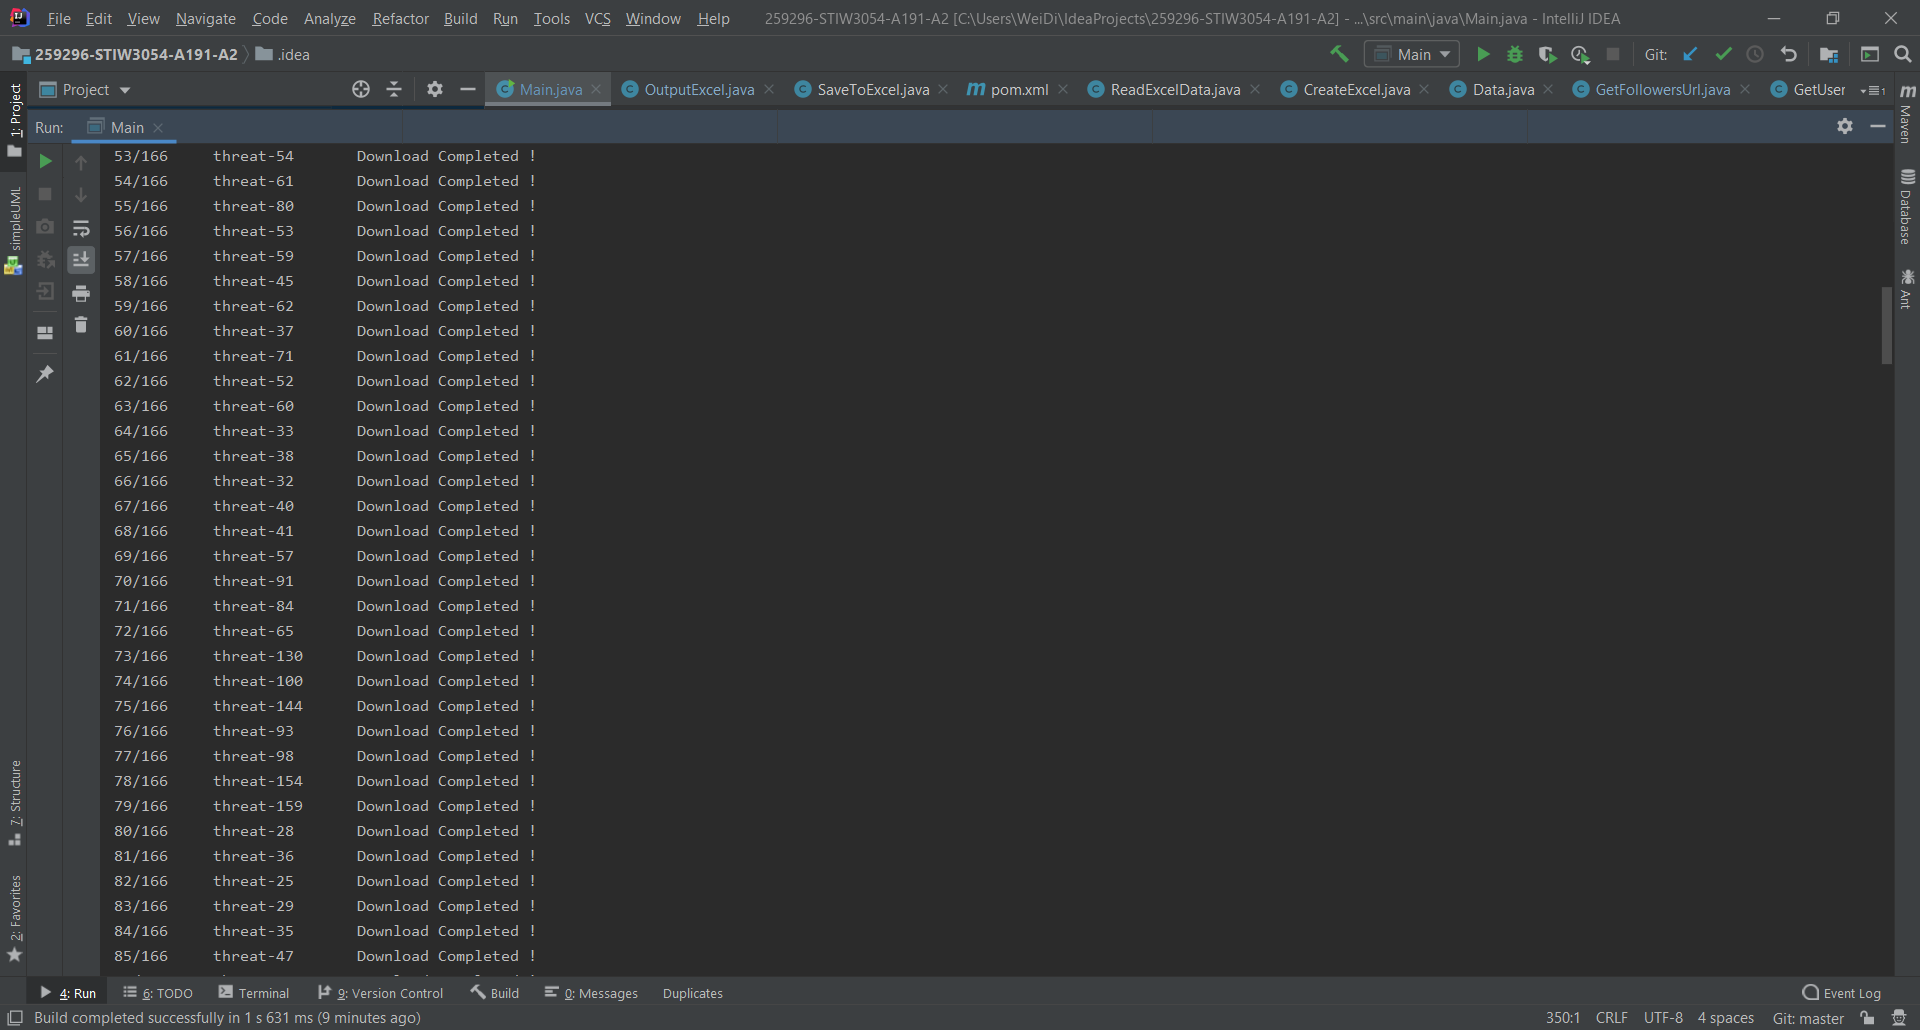 File Edit View Navigate Code Analyze Refactor Build Run Tools VCS Window Help 259296-STIW3054-A191-A2 [C:\Users\WeiDi\IdeaProjects\259296-STIW3054-A191-A2] - ...\src\main\java\Main.java - IntelliJ IDEA
259296-STIW3054-A191-A2 .idea Main Git:
Project Main.java OutputExcel.java SaveToExcel.java pom.xml ReadExcelData.java CreateExcel.java Data.java GetFollowersUrl.java GetUser
Run: Main
53/166 threat-54 Download Completed !
54/166 threat-61 Download Completed !
55/166 threat-80 Download Completed !
56/166 threat-53 Download Completed !
57/166 threat-59 Download Completed !
58/166 threat-45 Download Completed !
59/166 threat-62 Download Completed !
60/166 threat-37 Download Completed !
61/166 threat-71 Download Completed !
62/166 threat-52 Download Completed !
63/166 threat-60 Download Completed !
64/166 threat-33 Download Completed !
65/166 threat-38 Download Completed !
66/166 threat-32 Download Completed !
67/166 threat-40 Download Completed !
68/166 threat-41 Download Completed !
69/166 threat-57 Download Completed !
70/166 threat-91 Download Completed !
71/166 threat-84 Download Completed !
72/166 threat-65 Download Completed !
73/166 threat-130 Download Completed !
74/166 threat-100 Download Completed !
75/166 threat-144 Download Completed !
76/166 threat-93 Download Completed !
77/166 threat-98 Download Completed !
78/166 threat-154 Download Completed !
79/166 threat-159 Download Completed !
80/166 threat-28 Download Completed !
81/166 threat-36 Download Completed !
82/166 threat-25 Download Completed !
83/166 threat-29 Download Completed !
84/166 threat-35 Download Completed !
85/166 threat-47 Download Completed !
1: Project
simpleUML
7: Structure
2: Favorites
Maven
Database
Ant
4: Run 6: TODO Terminal 9: Version Control Build 0: Messages Duplicates Event Log
Build completed successfully in 1 s 631 ms (9 minutes ago) 350:1 CRLF UTF-8 4 spaces Git: master